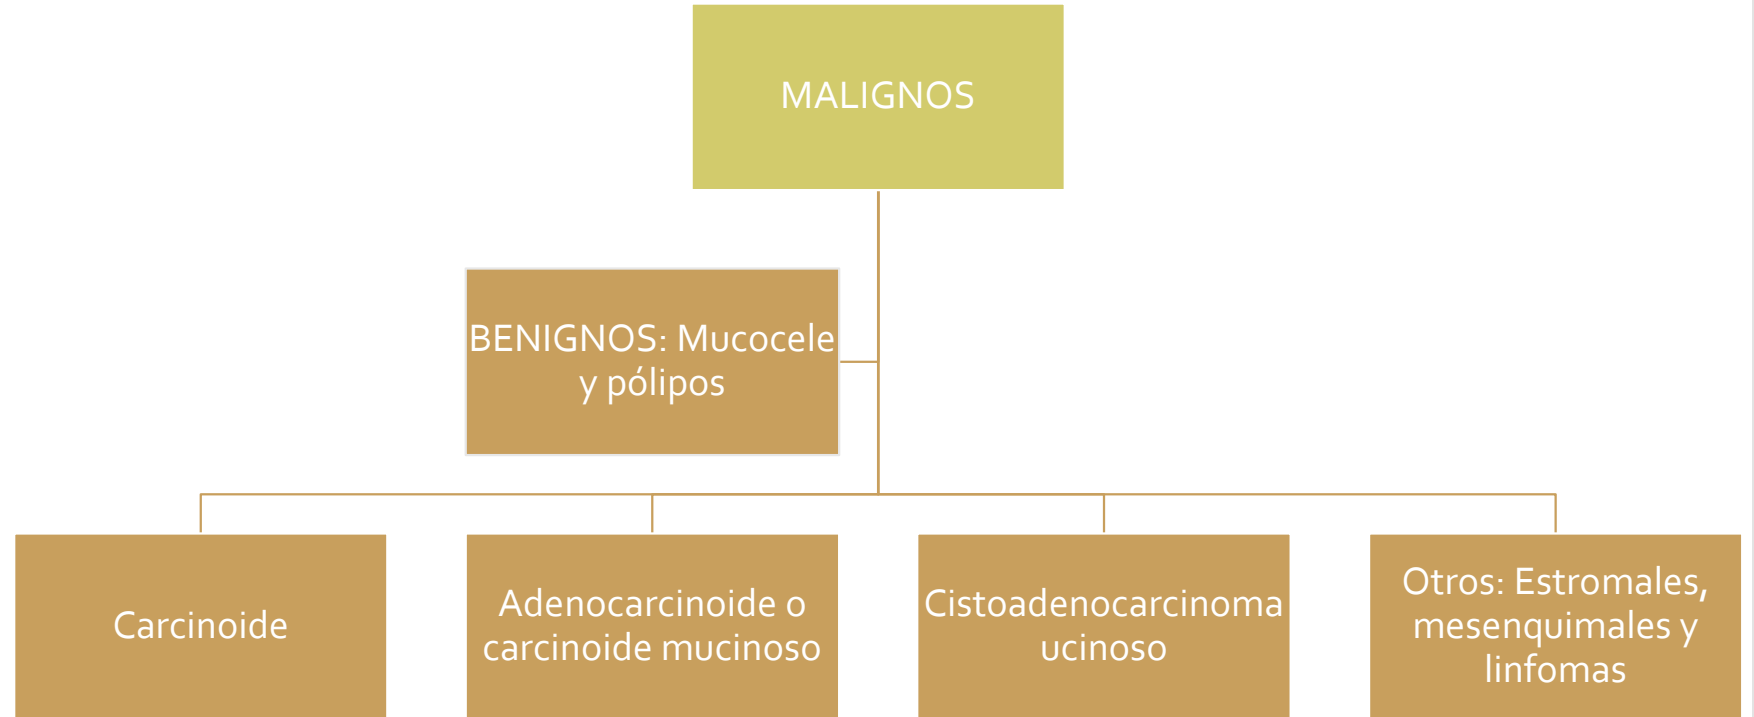 MALIGNOS
BENIGNOS: Mucocele
y pólipos
Carcinoide
Adenocarcinoide o
carcinoide mucinoso
Cistoadenocarcinoma
ucinoso
Otros: Estromales,
mesenquimales y
linfomas